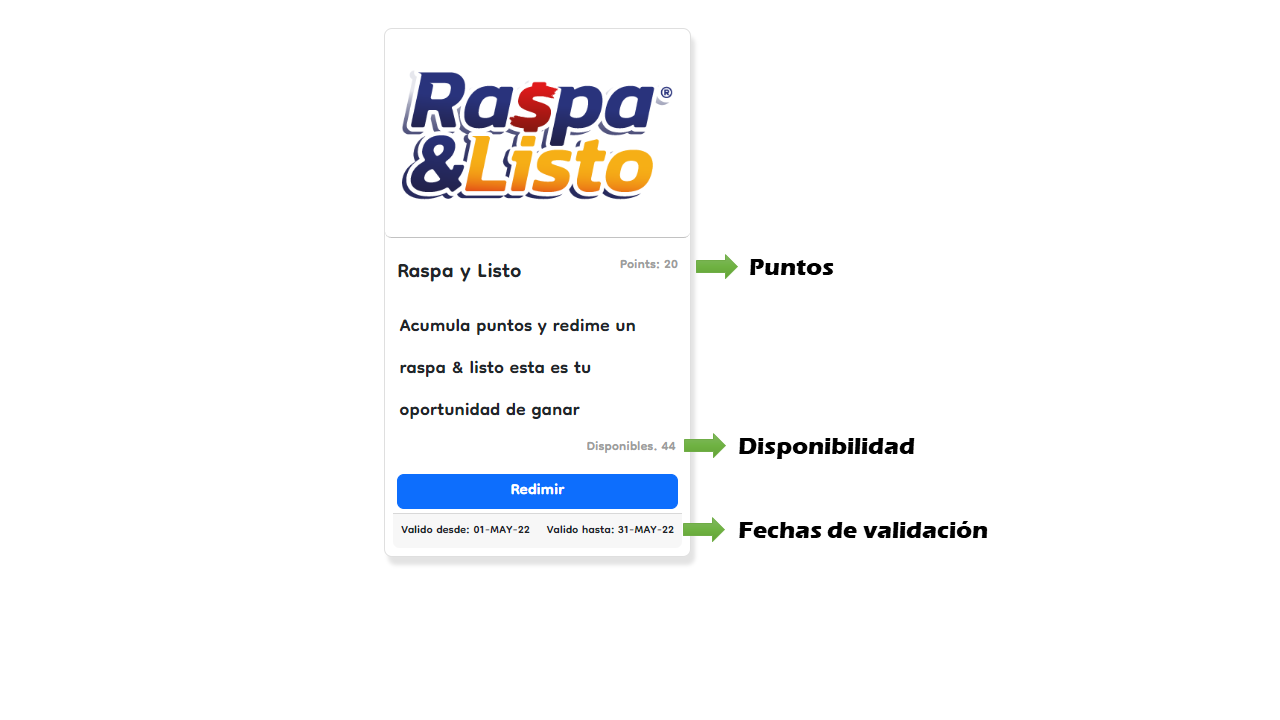 Raspa®
&Listo
Raspa y Listo
Points: 20
Puntos
Acumula puntos y redime un
raspa & listo esta es tu
oportunidad de ganar
Disponibles. 44
Disponibilidad
Redimir
Valido desde: 01-MAY-22
Valido hasta: 31-MAY-22
Fechas de validación